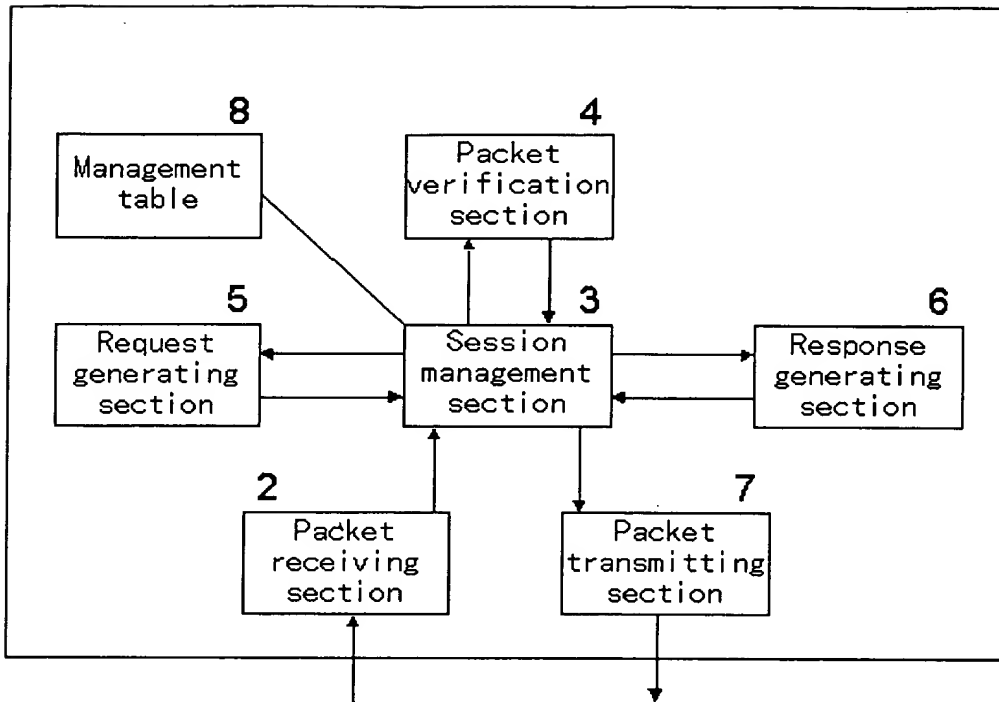 8
Management
table
4
Packet
verification
section
5
Request
generating
section
3
Session
management
section
6
Response
generating
section
2
Packet
receiving
section
7
Packet
transmitting
section